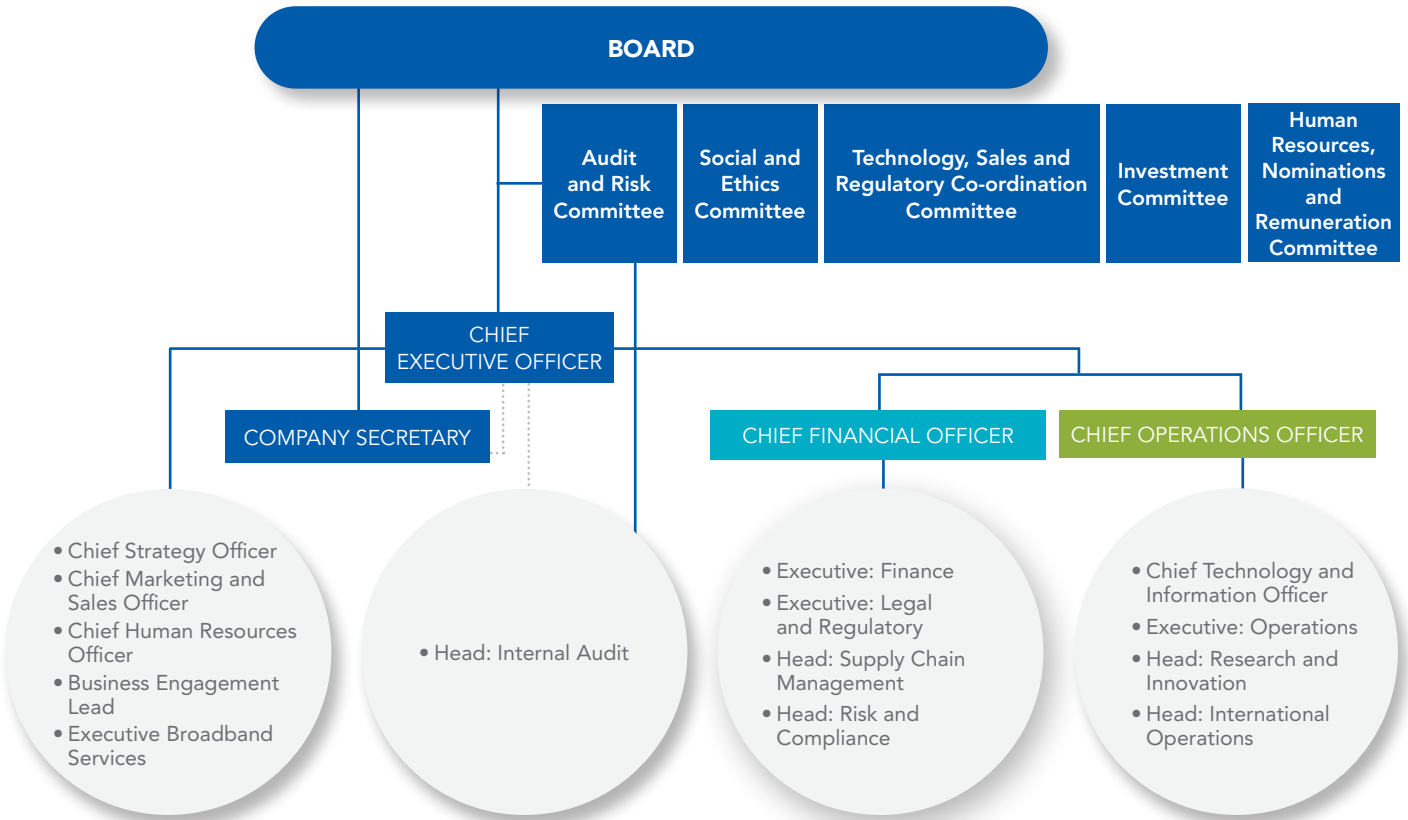 BOARD
Audit
and Risk
Committee
Social and
Ethics
Committee
Technology, Sales and
Regulatory Co-ordination
Committee
Investment
Committee
Human
Resources,
Nominations
and
Remuneration
Committee
CHIEF
EXECUTIVE OFFICER
COMPANY SECRETARY
CHIEF FINANCIAL OFFICER
CHIEF OPERATIONS OFFICER
• Chief Strategy Officer
• Chief Marketing and
Sales Officer
• Chief Human Resources
Officer
• Business Engagement
Lead
• Executive Broadband
Services
• Head: Internal Audit
• Executive: Finance
• Executive: Legal
and Regulatory
• Head: Supply Chain
Management
• Head: Risk and
Compliance
• Chief Technology and
Information Officer
• Executive: Operations
• Head: Research and
Innovation
• Head: International
Operations